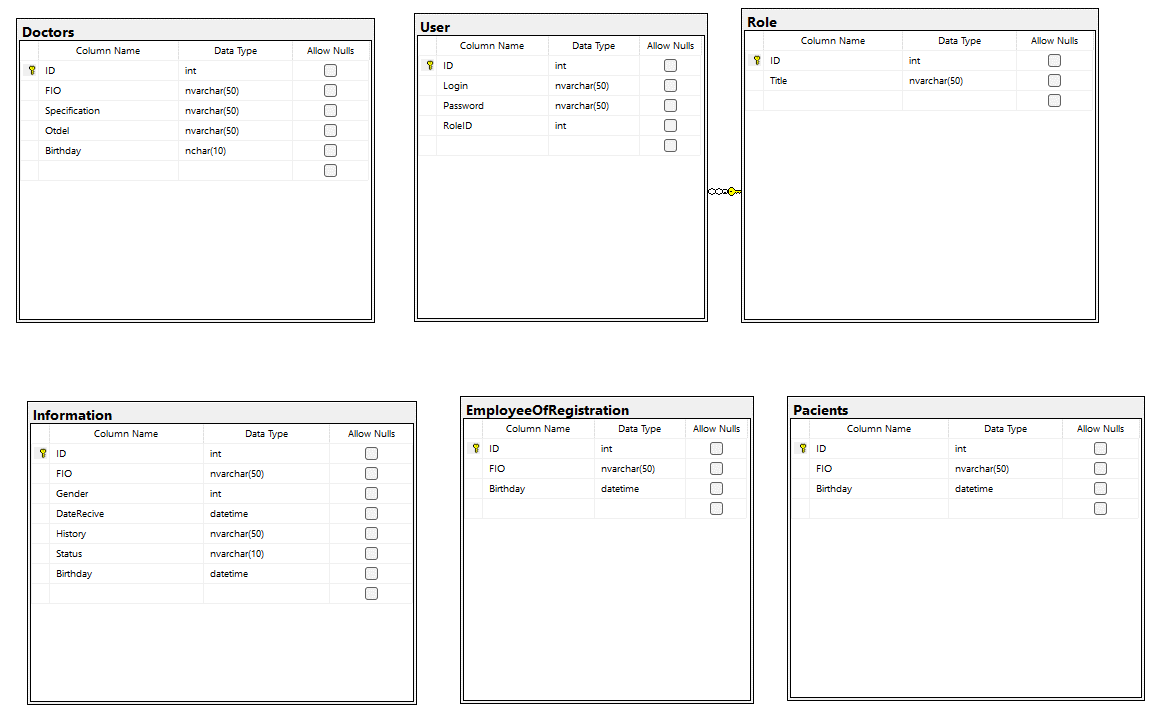 Doctors
Column Name Data Type Allow Nulls
ID int
FIO nvarchar(50)
Specification nvarchar(50)
Otdel nvarchar(50)
Birthday nchar(10)
User
Column Name Data Type Allow Nulls
ID int
Login nvarchar(50)
Password nvarchar(50)
RoleID int
Role
Column Name Data Type Allow Nulls
ID int
Title nvarchar(50)
Information
Column Name Data Type Allow Nulls
ID int
FIO nvarchar(50)
Gender int
DateRecive datetime
History nvarchar(50)
Status nvarchar(10)
Birthday datetime
EmployeeOfRegistration
Column Name Data Type Allow Nulls
ID int
FIO nvarchar(50)
Birthday datetime
Pacients
Column Name Data Type Allow Nulls
ID int
FIO nvarchar(50)
Birthday datetime